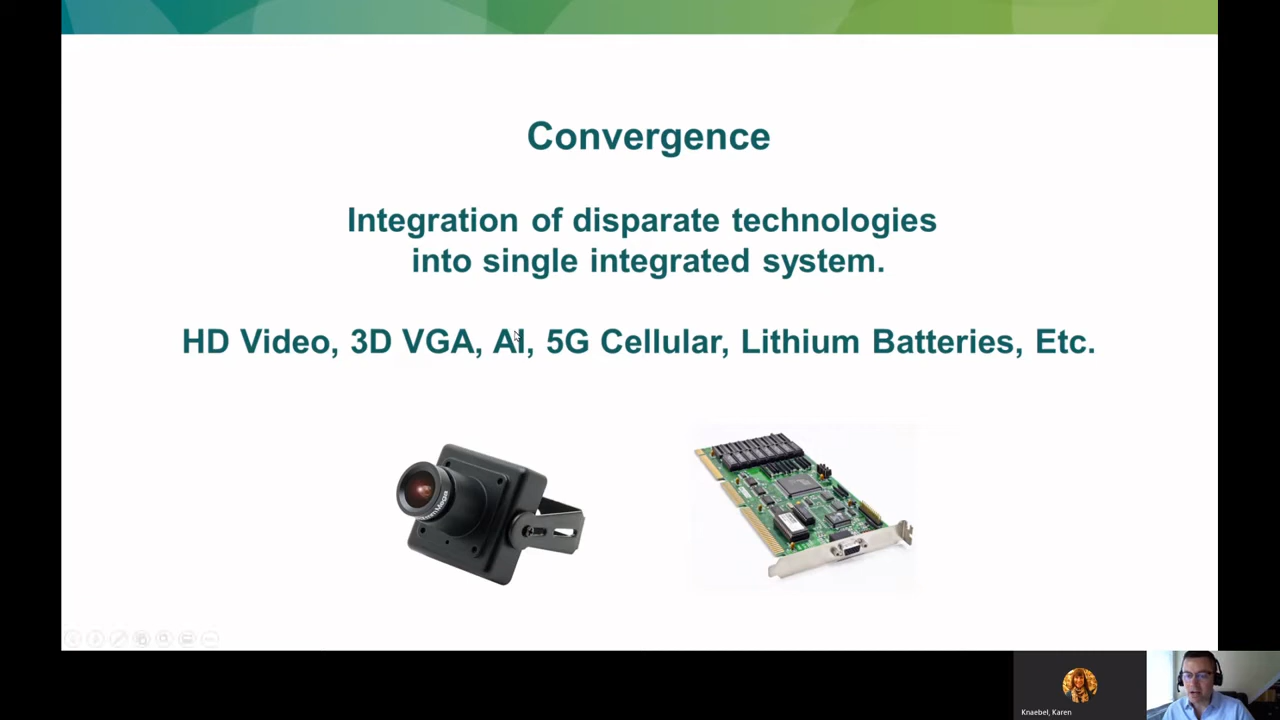 Convergence
Integration of disparate technologies
into single integrated system.
HD Video, 3D VGA, AI, 5G Cellular, Lithium Batteries, Etc.
Knaebel, Karen